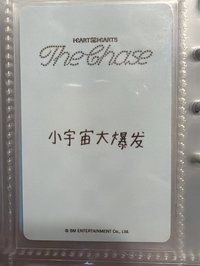 HEARTS2HEARTS
The Chase
小宇宙大爆发
© SM ENTERTAINMENT Co., Ltd.